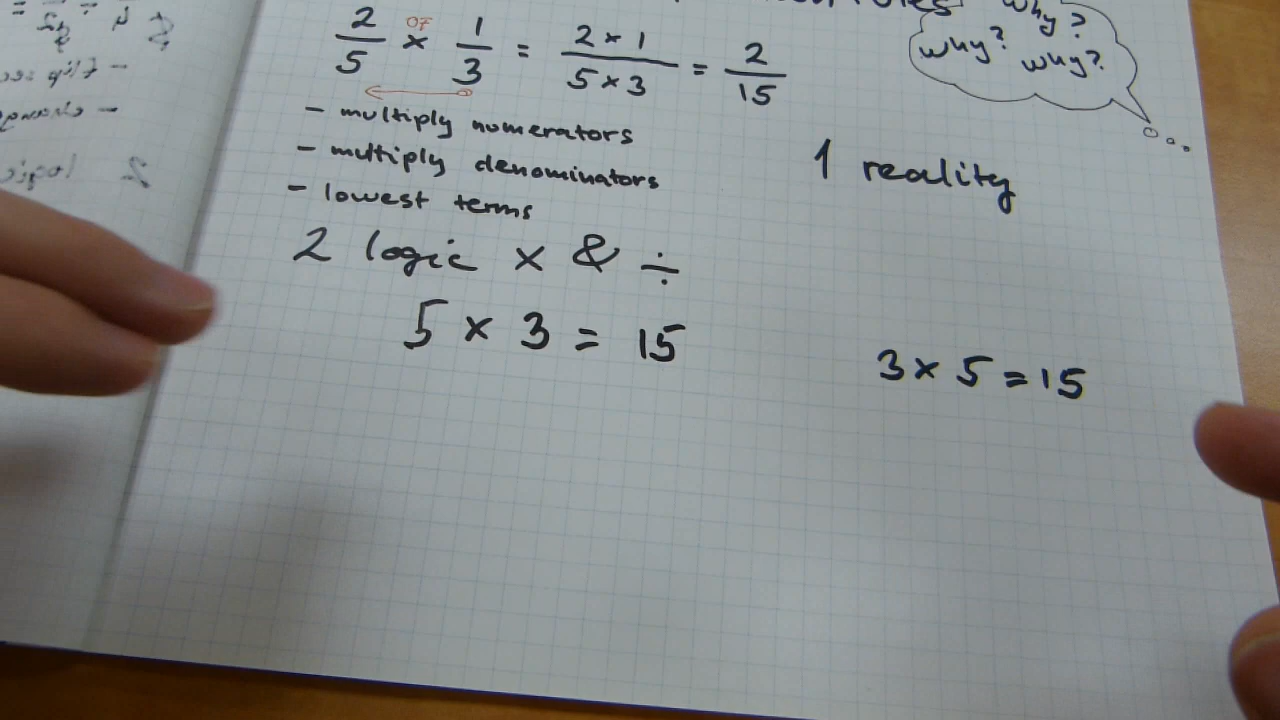 why?
why? why?
2/5 × 1/3 = 2×1/5×3 = 2/15
of
- multiply numerators
- multiply denominators
- lowest terms
1 reality
2 logic × & ÷
5 × 3 = 15
3 × 5 = 15